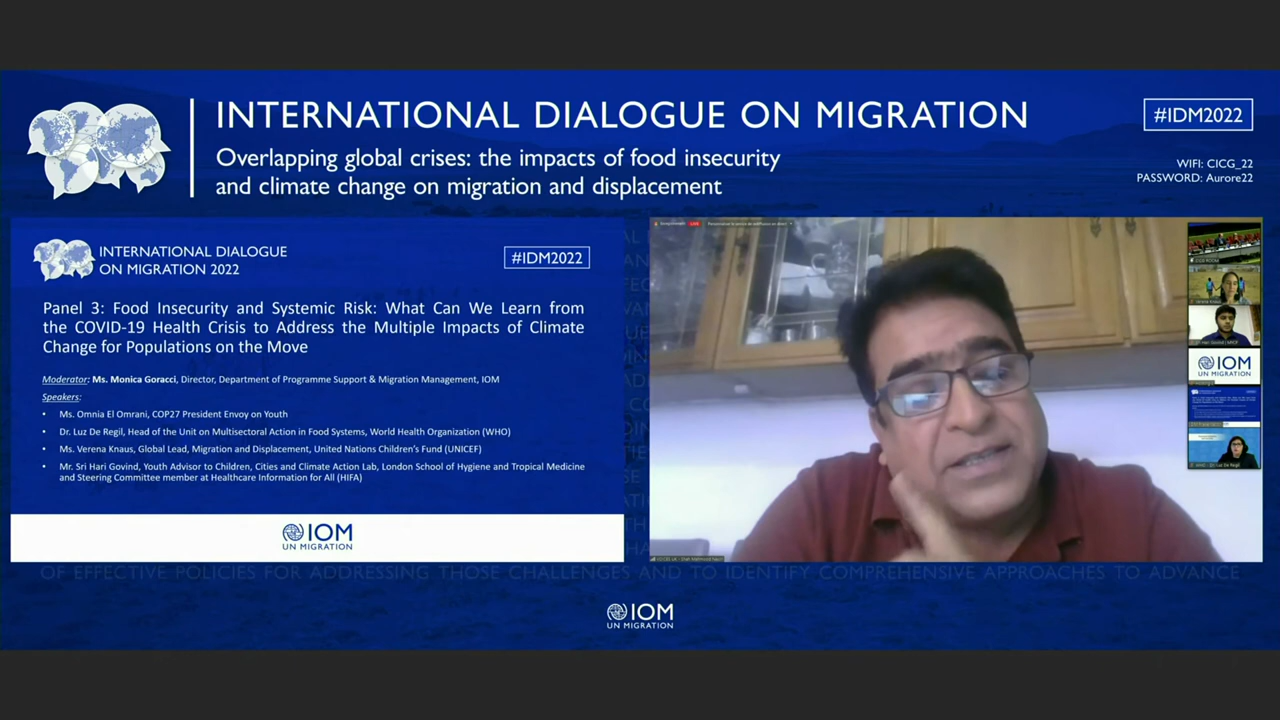 INTERNATIONAL DIALOGUE ON MIGRATION
Overlapping global crises: the impacts of food insecurity
and climate change on migration and displacement
#IDM2022
WIFI: CICG_22
PASSWORD: Aurore22
INTERNATIONAL DIALOGUE
ON MIGRATION 2022
#IDM2022
Panel 3: Food Insecurity and Systemic Risk: What Can We Learn from
the COVID-19 Health Crisis to Address the Multiple Impacts of Climate
Change for Populations on the Move
Moderator: Ms. Monica Goracci, Director, Department of Programme Support & Migration Management, IOM
Speakers:
• Ms. Omnia El Omrani, COP27 President Envoy on Youth
• Dr. Luz De Regil, Head of the Unit on Multisectoral Action in Food Systems, World Health Organization (WHO)
• Ms. Verena Knaus, Global Lead, Migration and Displacement, United Nations Children's Fund (UNICEF)
• Mr. Sri Hari Govind, Youth Advisor to Children, Cities and Climate Action Lab, London School of Hygiene and Tropical Medicine
and Steering Committee member at Healthcare Information for All (HIFA)
IOM
UN MIGRATION
LIVE
IOM
UN MIGRATION
OF EFFECTIVE POLICIES FOR ADDRESSING THOSE CHALLENGES AND TO IDENTIFY COMPREHENSIVE APPROACHES TO ADVANCE
IOM
UN MIGRATION